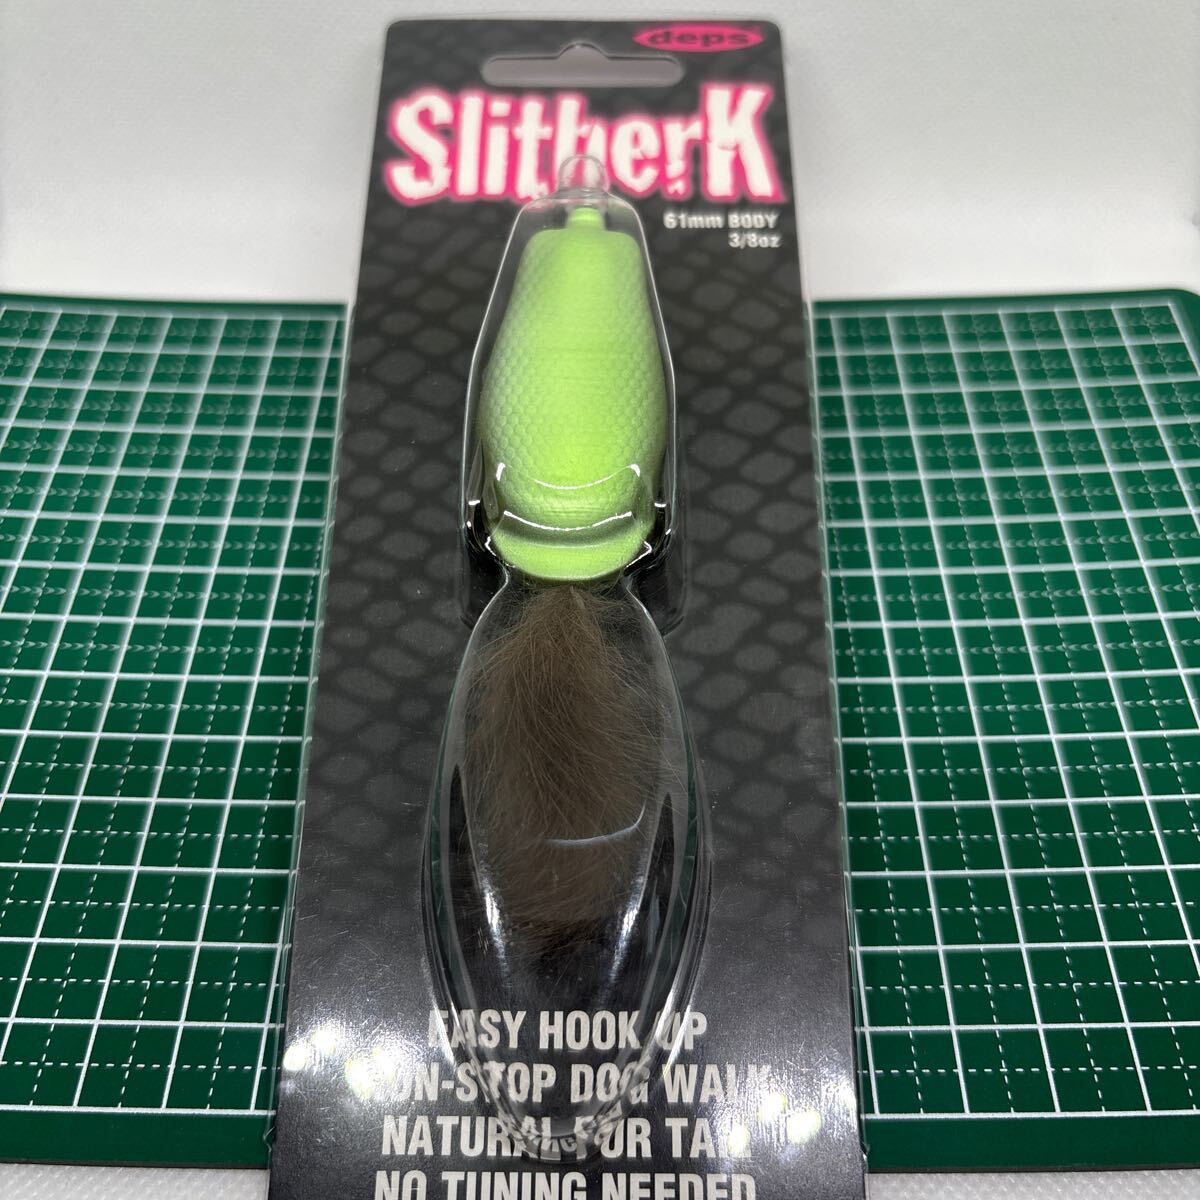 deps
SlitherK
61mm BODY
3/8oz
EASY HOOK UP
NON-STOP DOG WALK
NATURAL FUR TAIL
NO TUNING NEEDED